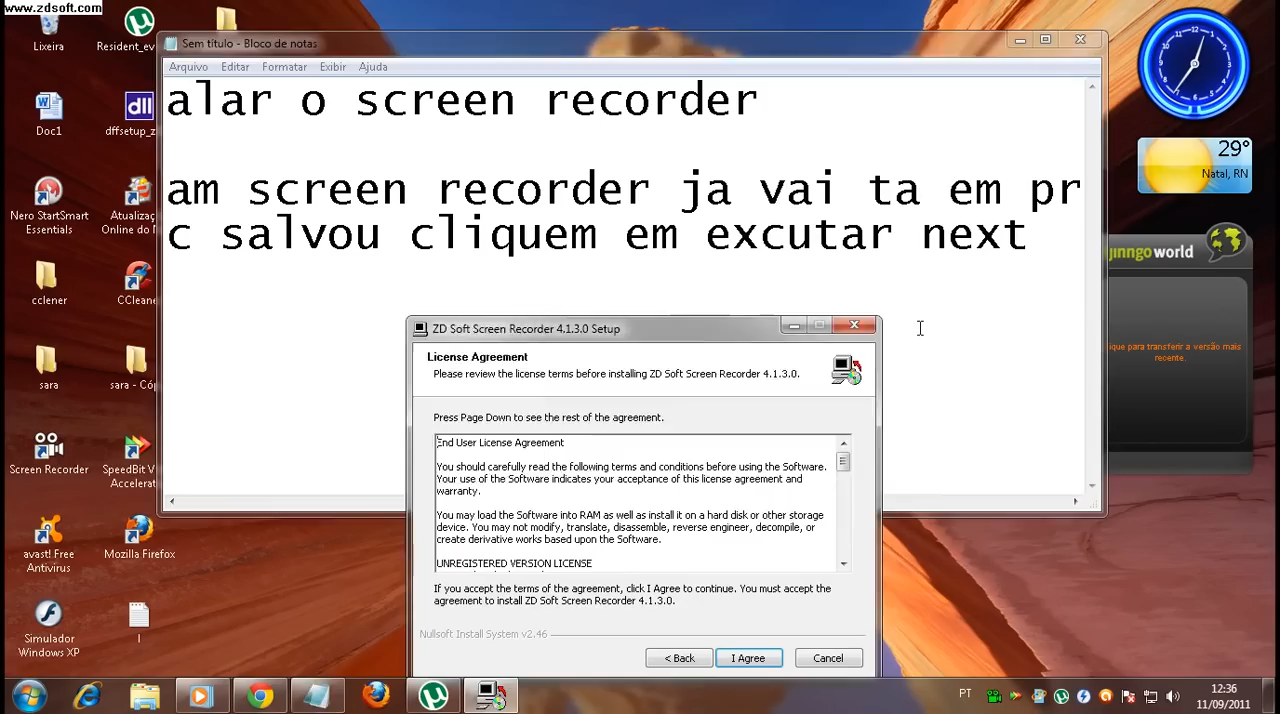 www.zdsoft.com
Lixeira
Resident_ev
Doc1
dffsetup_z
Nero StartSmart
Essentials
Atualizaç
Online do N
cclener
CCleane
sara
sara - Có
Screen Recorder
SpeedBit V
Accelerat
avast! Free
Antivirus
Mozilla Firefox
Simulador
Windows XP
l
Sem título - Bloco de notas
Arquivo Editar Formatar Exibir Ajuda
alar o screen recorder
am screen recorder ja vai ta em pr
c salvou cliquem em excutar next
ZD Soft Screen Recorder 4.1.3.0 Setup
License Agreement
Please review the license terms before installing ZD Soft Screen Recorder 4.1.3.0.
Press Page Down to see the rest of the agreement.
End User License Agreement
You should carefully read the following terms and conditions before using the Software.
Your use of the Software indicates your acceptance of this license agreement and
warranty.
You may load the Software into RAM as well as install it on a hard disk or other storage
device. You may not modify, translate, disassemble, reverse engineer, decompile, or
create derivative works based upon the Software.
UNREGISTERED VERSION LICENSE
If you accept the terms of the agreement, click I Agree to continue. You must accept the
agreement to install ZD Soft Screen Recorder 4.1.3.0.
Nullsoft Install System v2.46
< Back I Agree Cancel
29°
Natal, RN
jinngoworld
ique para transferir a versão mais
recente.
PT
12:36
11/09/2011